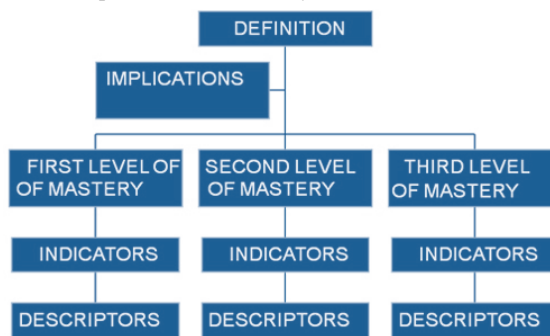 DEFINITION
IMPLICATIONS
FIRST LEVEL OF
OF MASTERY
SECOND LEVEL
OF MASTERY
THIRD LEVEL
OF MASTERY
INDICATORS
INDICATORS
INDICATORS
DESCRIPTORS
DESCRIPTORS
DESCRIPTORS